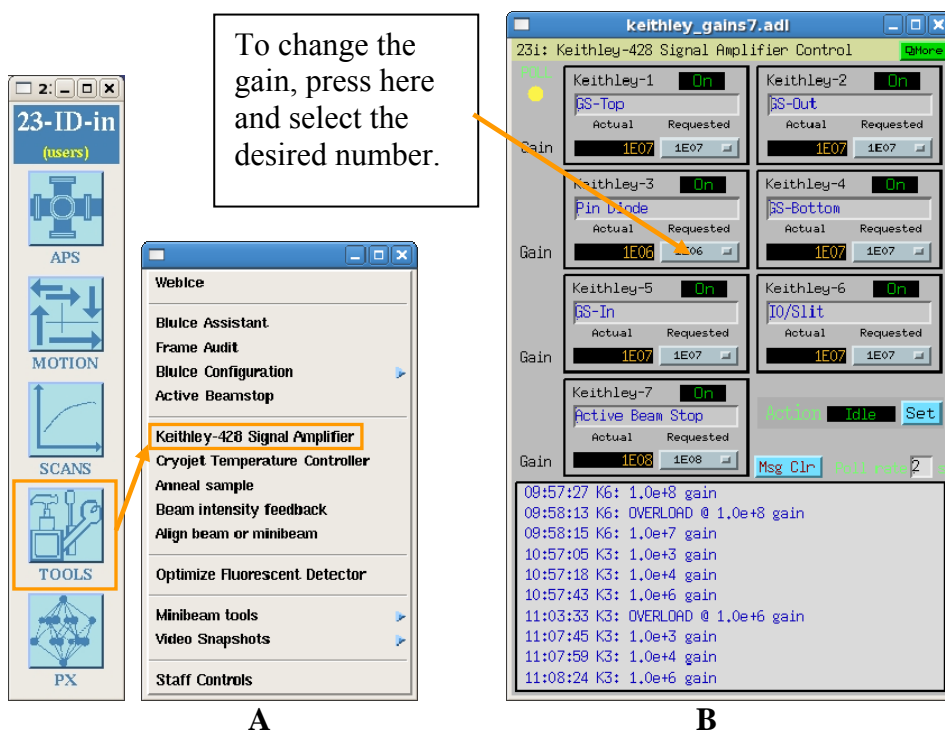 To change the
gain, press here
and select the
desired number.
2:
23-ID-in
(users)
APS
MOTION
SCANS
TOOLS
PX
WebIce
BluIce Assistant
Frame Audit
BluIce Configuration
Active Beamstop
Keithley-428 Signal Amplifier
Cryojet Temperature Controller
Anneal sample
Beam intensity feedback
Align beam or minibeam
Optimize Fluorescent Detector
Minibeam tools
Video Snapshots
Staff Controls
A
keithley_gains7.adl
23i: Keithley-428 Signal Amplifier Control More
POLL
Keithley-1 On Keithley-2 On
GS-Top GS-Out
Actual Requested Actual Requested
Gain 1E07 1E07 1E07 1E07
Keithley-3 On Keithley-4 On
Pin Diode GS-Bottom
Actual Requested Actual Requested
Gain 1E06 1E06 1E07 1E07
Keithley-5 On Keithley-6 On
GS-In IO/Slit
Actual Requested Actual Requested
Gain 1E07 1E07 1E07 1E07
Keithley-7 On
Active Beam Stop Action Idle Set
Actual Requested
Gain 1E08 1E08 Msg Clr Poll rate 2 s
09:57:27 K6: 1.0e+8 gain
09:58:13 K6: OVERLOAD @ 1.0e+8 gain
09:58:15 K6: 1.0e+7 gain
10:57:05 K3: 1.0e+3 gain
10:57:18 K3: 1.0e+4 gain
10:57:43 K3: 1.0e+6 gain
11:03:33 K3: OVERLOAD @ 1.0e+6 gain
11:07:45 K3: 1.0e+3 gain
11:07:59 K3: 1.0e+4 gain
11:08:24 K3: 1.0e+6 gain
B